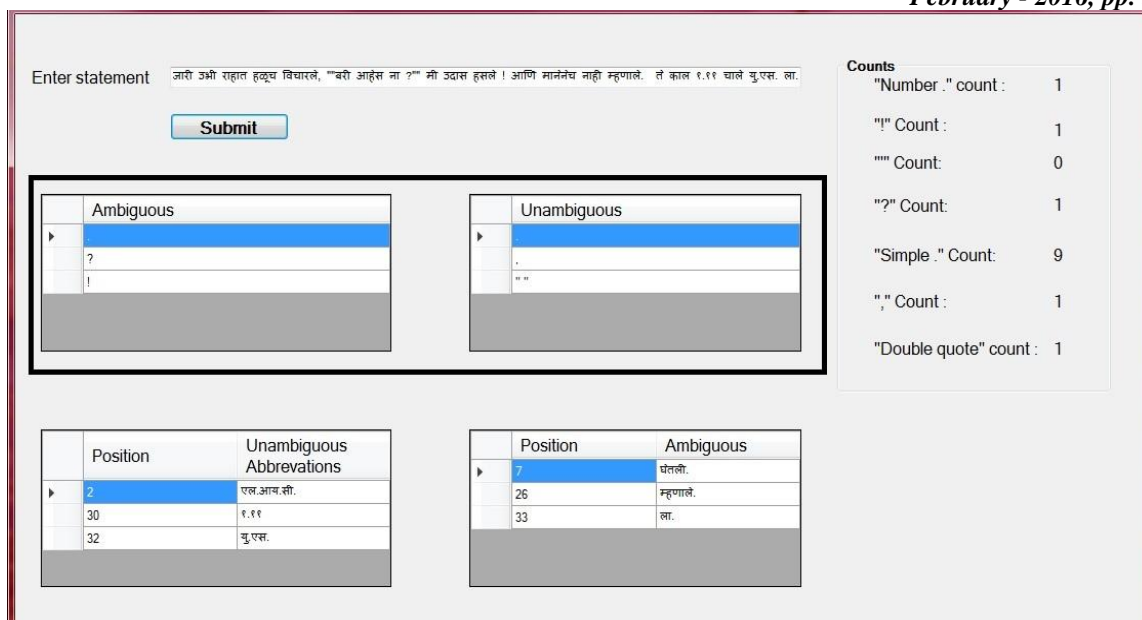 February - 2016, pp.
Enter statement जारी उभी राहात हळूच विचारले, ""बरी आहेस ना ?"" मी उदास हसले ! आणि मानेनेच नाही म्हणाले. ते काल १.११ चाले यु.एस. ला.
Submit
Counts
"Number ." count : 1
"!" Count : 1
""" Count: 0
"?" Count: 1
"Simple ." Count: 9
"," Count : 1
"Double quote" count : 1
Ambiguous
.
?
!
Unambiguous
.
.
" "
Position Unambiguous Abbrevations
2 एल.आय.सी.
30 १.११
32 यु.एस.
Position Ambiguous
7 घेतली.
26 म्हणाले.
33 ला.